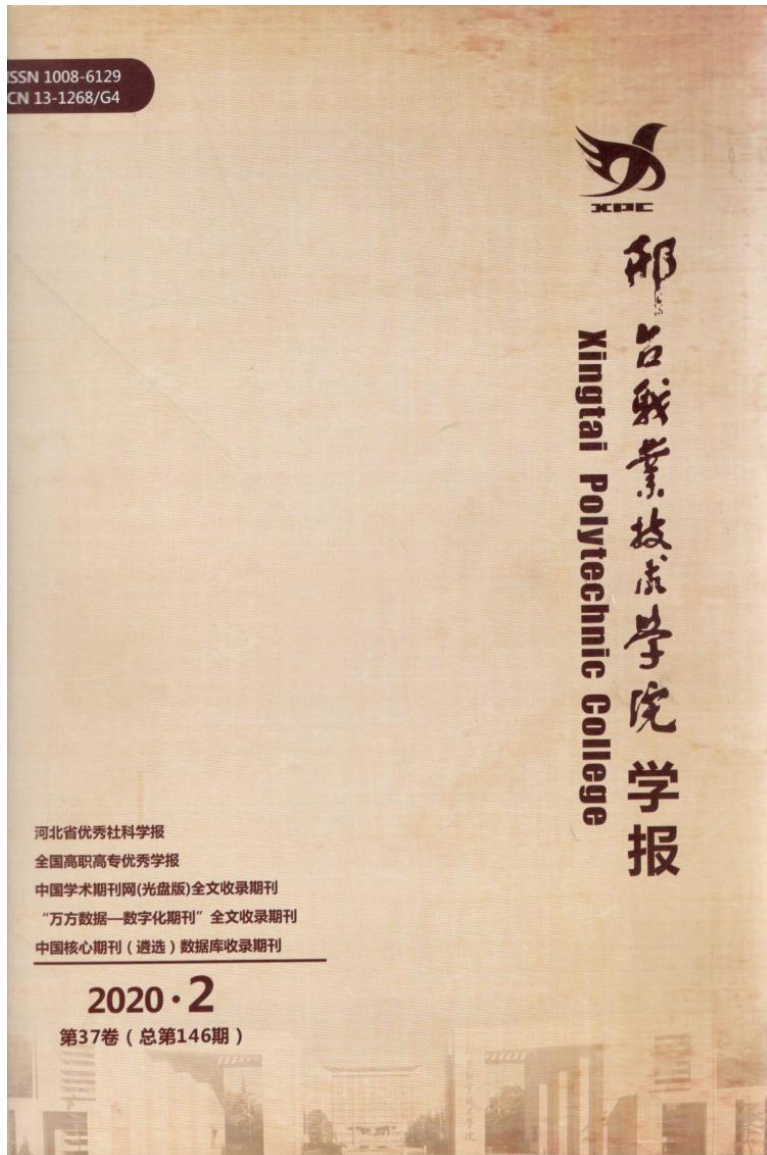 ISSN 1008-6129
CN 13-1268/G4
XPC
邢台职业技术学院学报
Xingtai Polytechnic College
河北省优秀社科学报
全国高职高专优秀学报
中国学术期刊网(光盘版)全文收录期刊
“万方数据—数字化期刊”全文收录期刊
中国核心期刊（遴选）数据库收录期刊
2020·2
第37卷（总第146期）